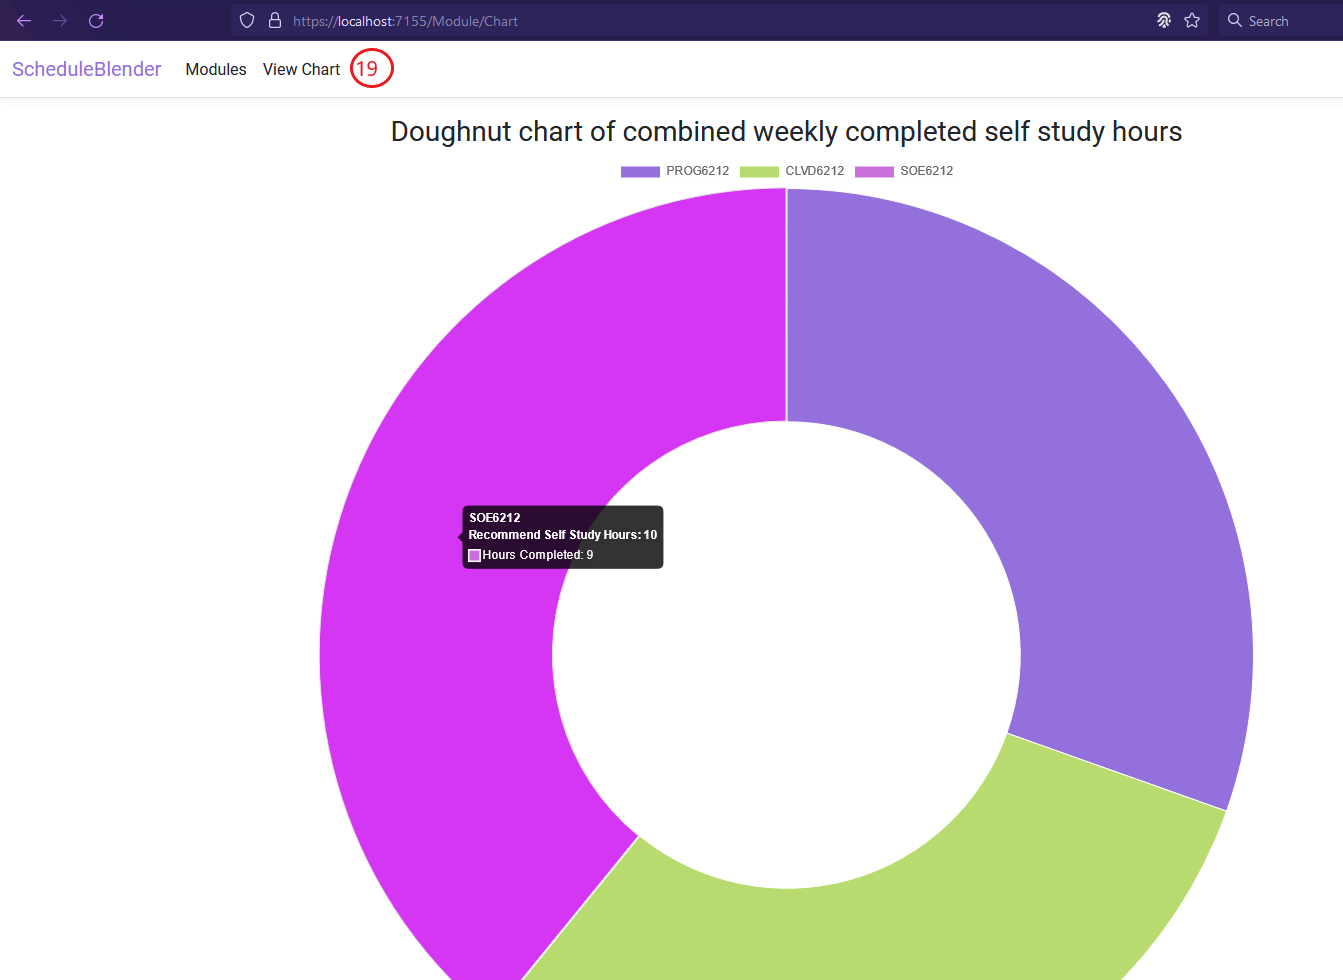 https://localhost:7155/Module/Chart Search
ScheduleBlender Modules View Chart 19
Doughnut chart of combined weekly completed self study hours
PROG6212 CLVD6212 SOE6212
SOE6212
Recommend Self Study Hours: 10
Hours Completed: 9